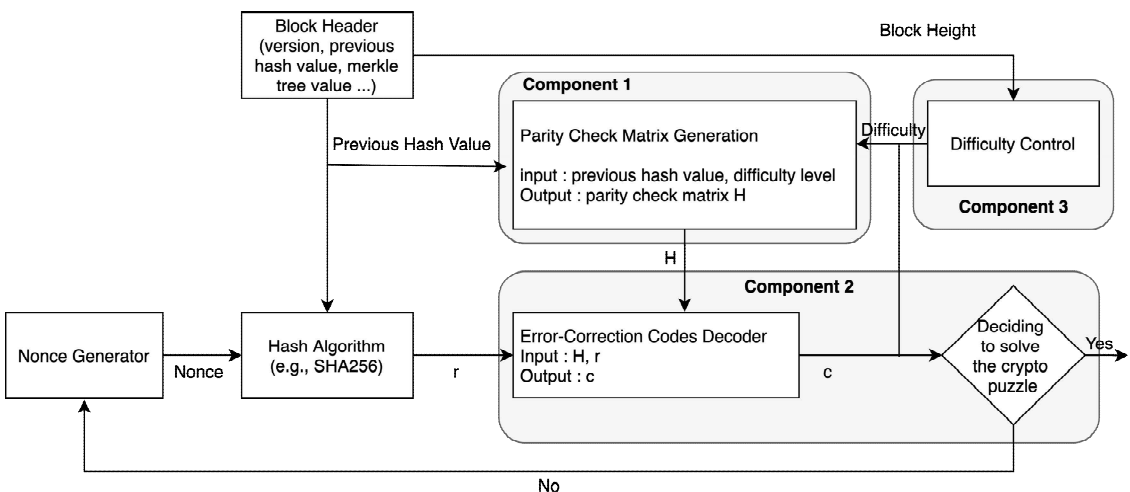 Block Header
(version, previous
hash value, merkle
tree value ...)
Block Height
Component 1
Parity Check Matrix Generation
input : previous hash value, difficulty level
Output : parity check matrix H
Previous Hash Value
Difficulty
Difficulty Control
Component 3
H
Component 2
Nonce Generator
Nonce
Hash Algorithm
(e.g., SHA256)
r
Error-Correction Codes Decoder
Input : H, r
Output : c
c
Deciding
to solve
the crypto
puzzle
Yes
No